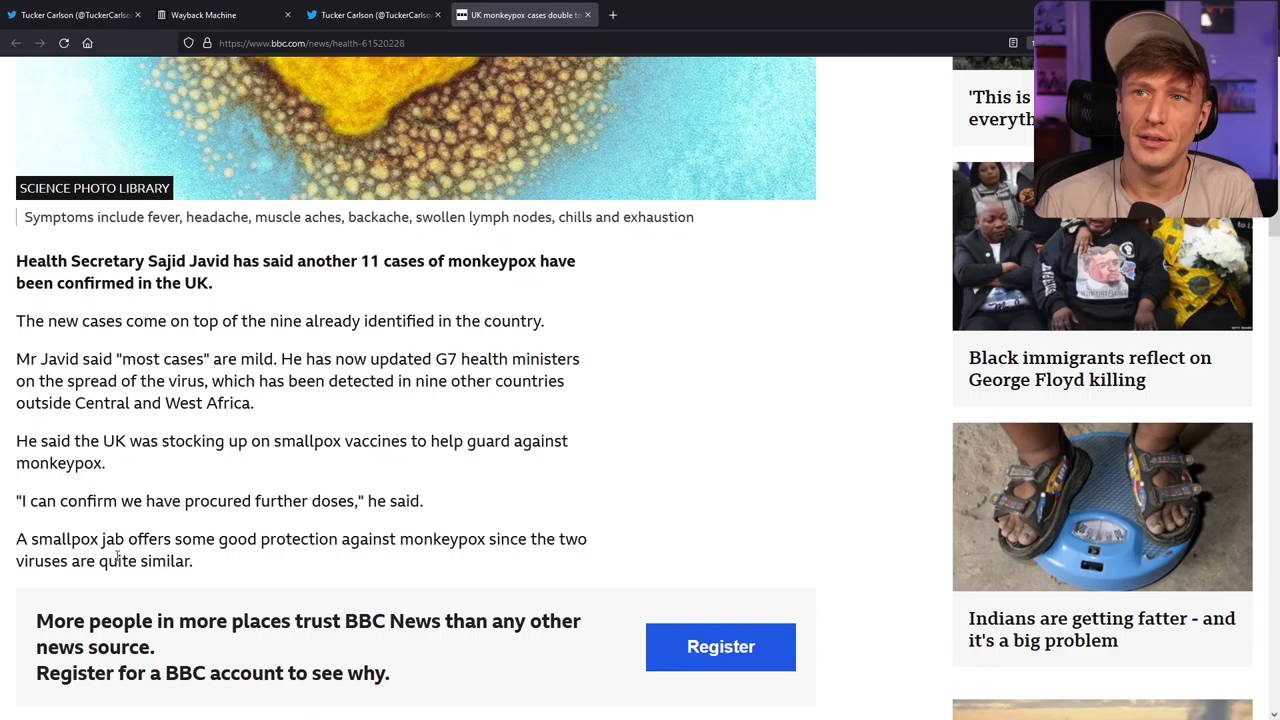 Tucker Carlson (@TuckerCarlso
Wayback Machine
Tucker Carlson (@TuckerCarlso
UK monkeypox cases double to
https://www.bbc.com/news/health-61520228
SCIENCE PHOTO LIBRARY
Symptoms include fever, headache, muscle aches, backache, swollen lymph nodes, chills and exhaustion
Health Secretary Sajid Javid has said another 11 cases of monkeypox have
been confirmed in the UK.
The new cases come on top of the nine already identified in the country.
Mr Javid said "most cases" are mild. He has now updated G7 health ministers
on the spread of the virus, which has been detected in nine other countries
outside Central and West Africa.
He said the UK was stocking up on smallpox vaccines to help guard against
monkeypox.
"I can confirm we have procured further doses," he said.
A smallpox jab offers some good protection against monkeypox since the two
viruses are quite similar.
More people in more places trust BBC News than any other
news source.
Register for a BBC account to see why.
Register
'This is
everyth
Black immigrants reflect on
George Floyd killing
Indians are getting fatter - and
it's a big problem